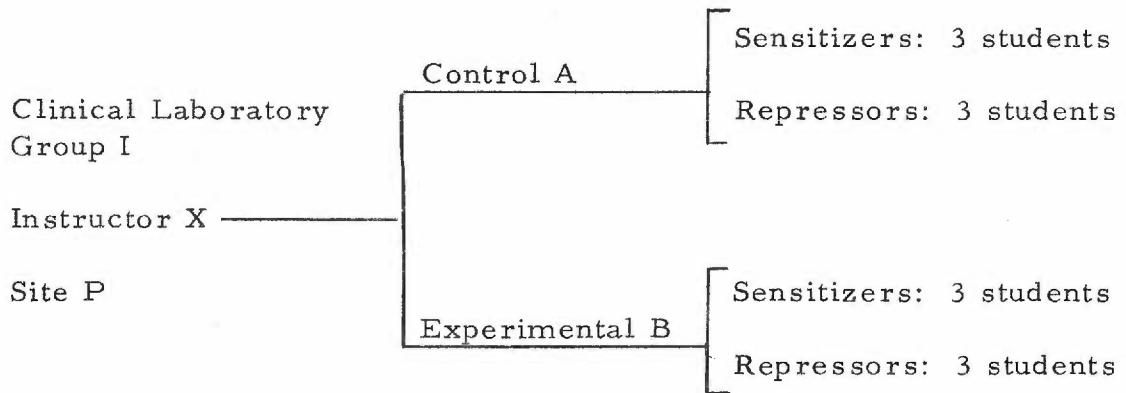 Clinical Laboratory
Group I
Instructor X
Site P
Control A
Sensitizers: 3 students
Repressors: 3 students
Experimental B
Sensitizers: 3 students
Repressors: 3 students